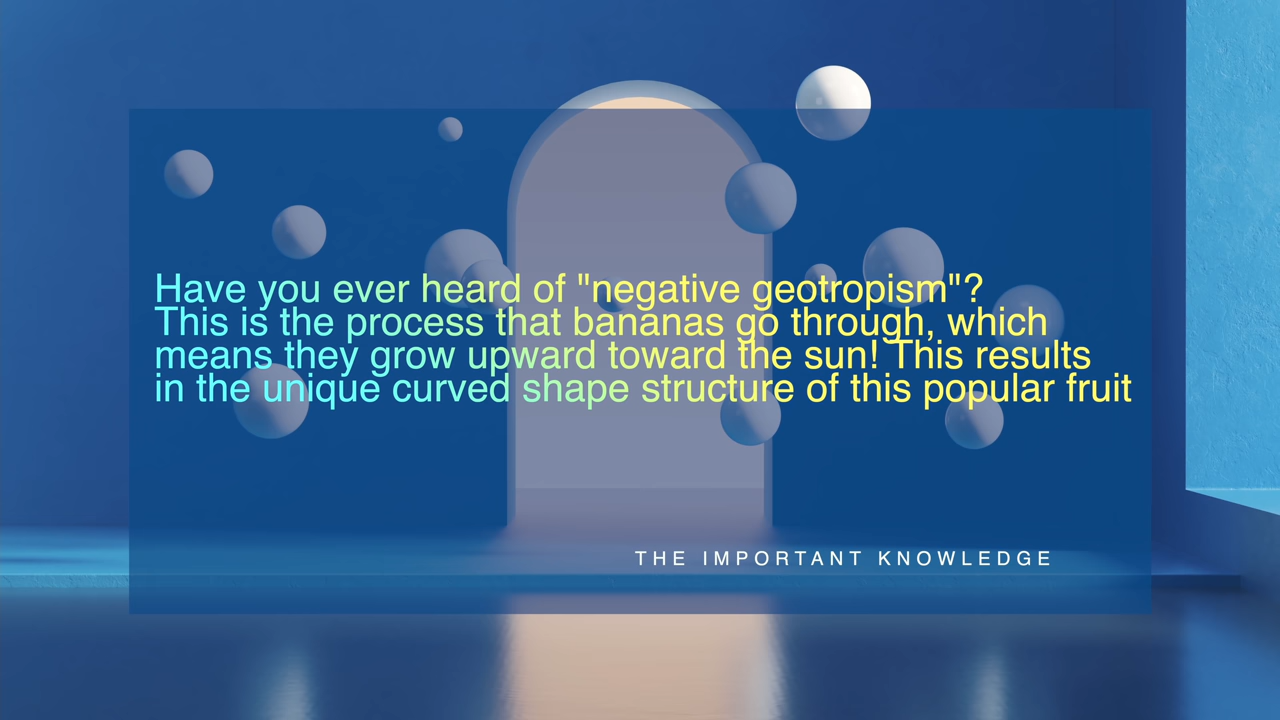 Have you ever heard of "negative geotropism"?
This is the process that bananas go through, which
means they grow upward toward the sun! This results
in the unique curved shape structure of this popular fruit
THE IMPORTANT KNOWLEDGE